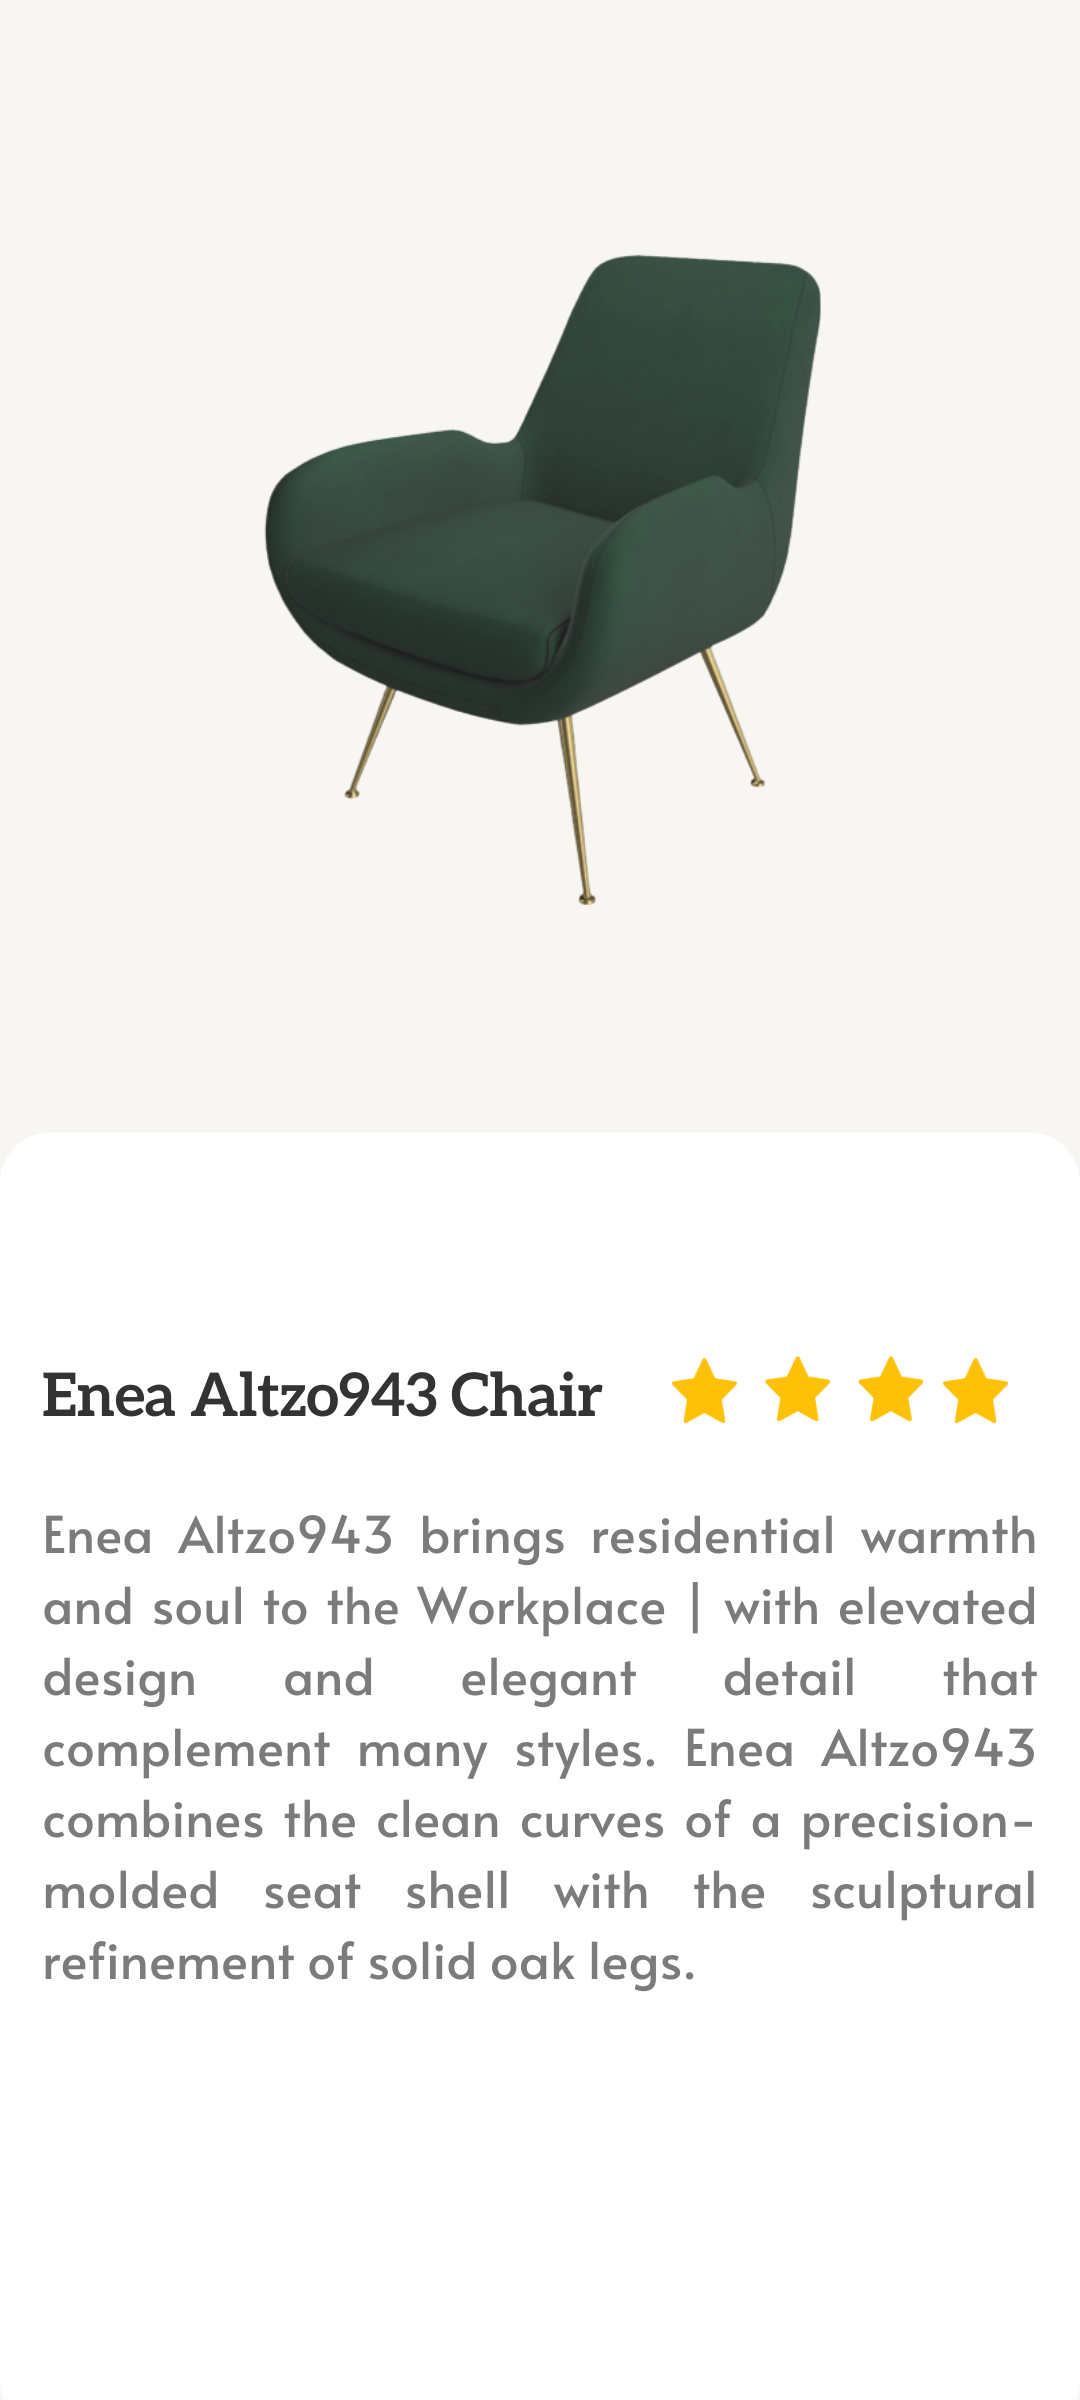 Enea Altzo943 Chair
Enea Altzo943 brings residential warmth
and soul to the Workplace | with elevated
design and elegant detail that
complement many styles. Enea Altzo943
combines the clean curves of a precision-
molded seat shell with the sculptural
refinement of solid oak legs.